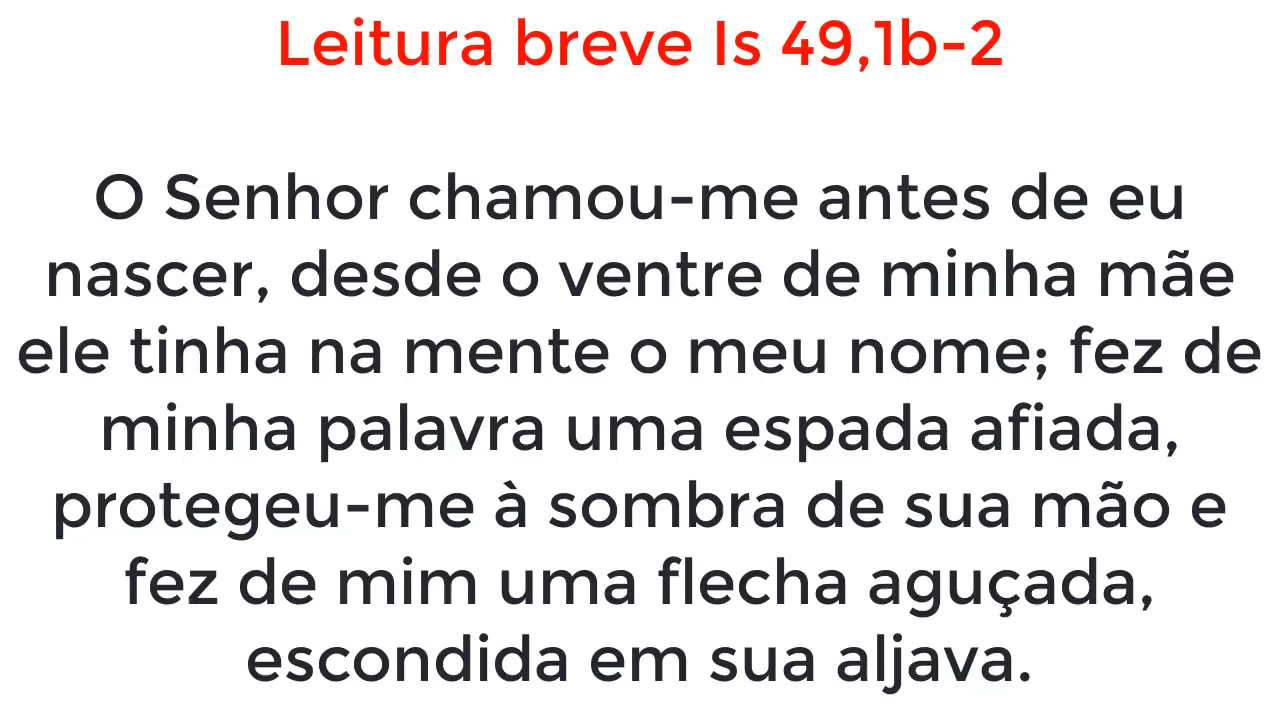 Leitura breve Is 49,1b-2
O Senhor chamou-me antes de eu
nascer, desde o ventre de minha mãe
ele tinha na mente o meu nome; fez de
minha palavra uma espada afiada,
protegeu-me à sombra de sua mão e
fez de mim uma flecha aguçada,
escondida em sua aljava.